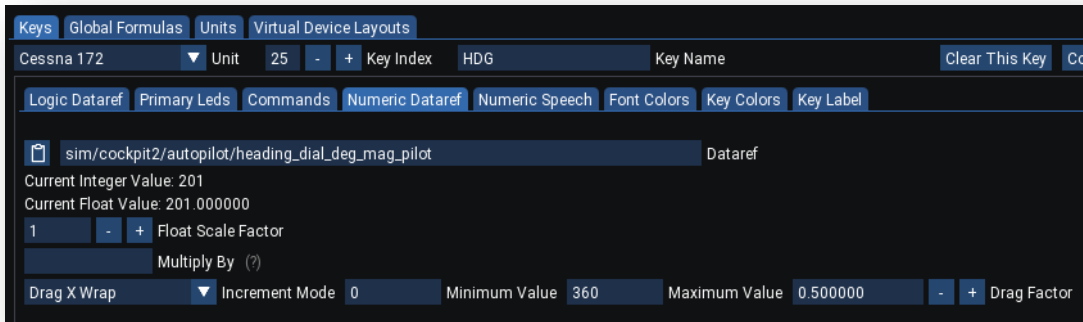 Keys Global Formulas Units Virtual Device Layouts
Cessna 172 Unit 25 - + Key Index HDG Key Name Clear This Key
Logic Dataref Primary Leds Commands Numeric Dataref Numeric Speech Font Colors Key Colors Key Label
sim/cockpit2/autopilot/heading_dial_deg_mag_pilot Dataref
Current Integer Value: 201
Current Float Value: 201.000000
1 - + Float Scale Factor
Multiply By (?)
Drag X Wrap Increment Mode 0 Minimum Value 360 Maximum Value 0.500000 - + Drag Factor